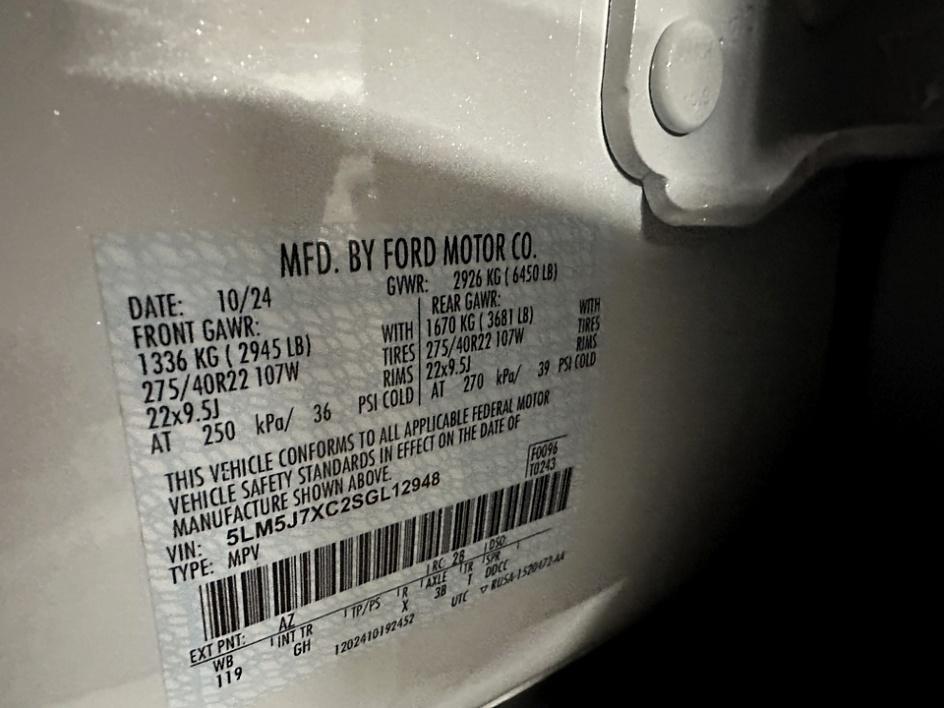 MFD. BY FORD MOTOR CO.
DATE: 10/24
GVWR: 2926 KG ( 6450 LB)
FRONT GAWR:
1336 KG ( 2945 LB)
275/40R22 107W
22x9.5J
AT 250 kPa/ 36 PSI COLD
WITH
TIRES
RIMS
REAR GAWR:
1670 KG ( 3681 LB)
275/40R22 107W
22x9.5J
AT 270 kPa/ 39 PSI COLD
WITH
TIRES
RIMS
THIS VEHICLE CONFORMS TO ALL APPLICABLE FEDERAL MOTOR
VEHICLE SAFETY STANDARDS IN EFFECT ON THE DATE OF
MANUFACTURE SHOWN ABOVE.
F0096
T0243
VIN: 5LM5J7XC2SGL12948
TYPE: MPV
EXT PNT: AZ RC: 28 DSO:
WB INT TR TP/PS R AXLE TR SPR
119 GH X 3B T DDCC
1202410192452 UTC ▽ RUSA-1520472-AA